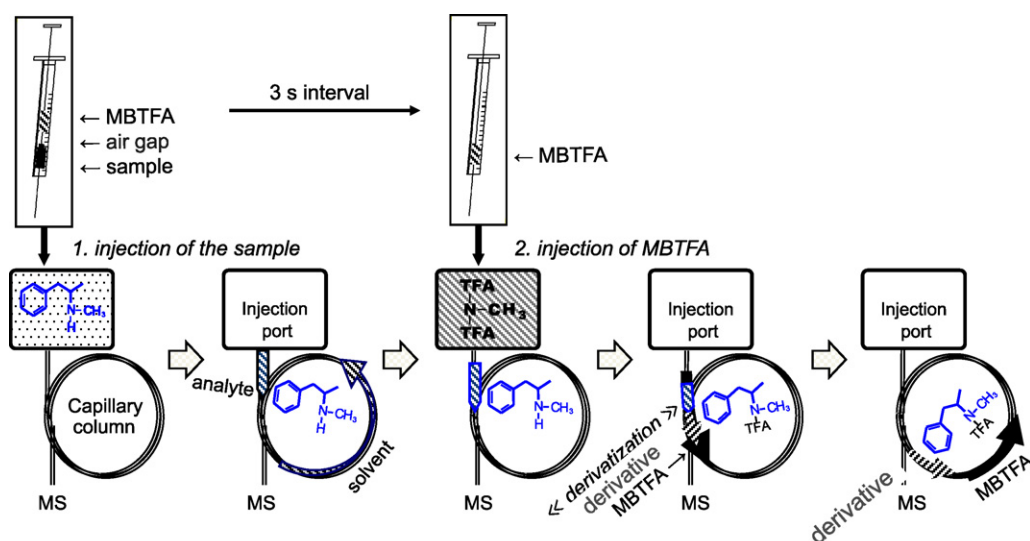 ← MBTFA
← air gap
← sample
3 s interval
← MBTFA
1. injection of the sample
2. injection of MBTFA
N-CH3
H
Injection
port
TFA
N-CH3
TFA
Injection
port
Injection
port
analyte
Capillary
column
N-CH3
H
solvent
N-CH3
H
N-CH3
TFA
« derivatization »
derivative
MBTFA→
N-CH3
TFA
derivative
MBTFA
MS
MS
MS
MS
MS